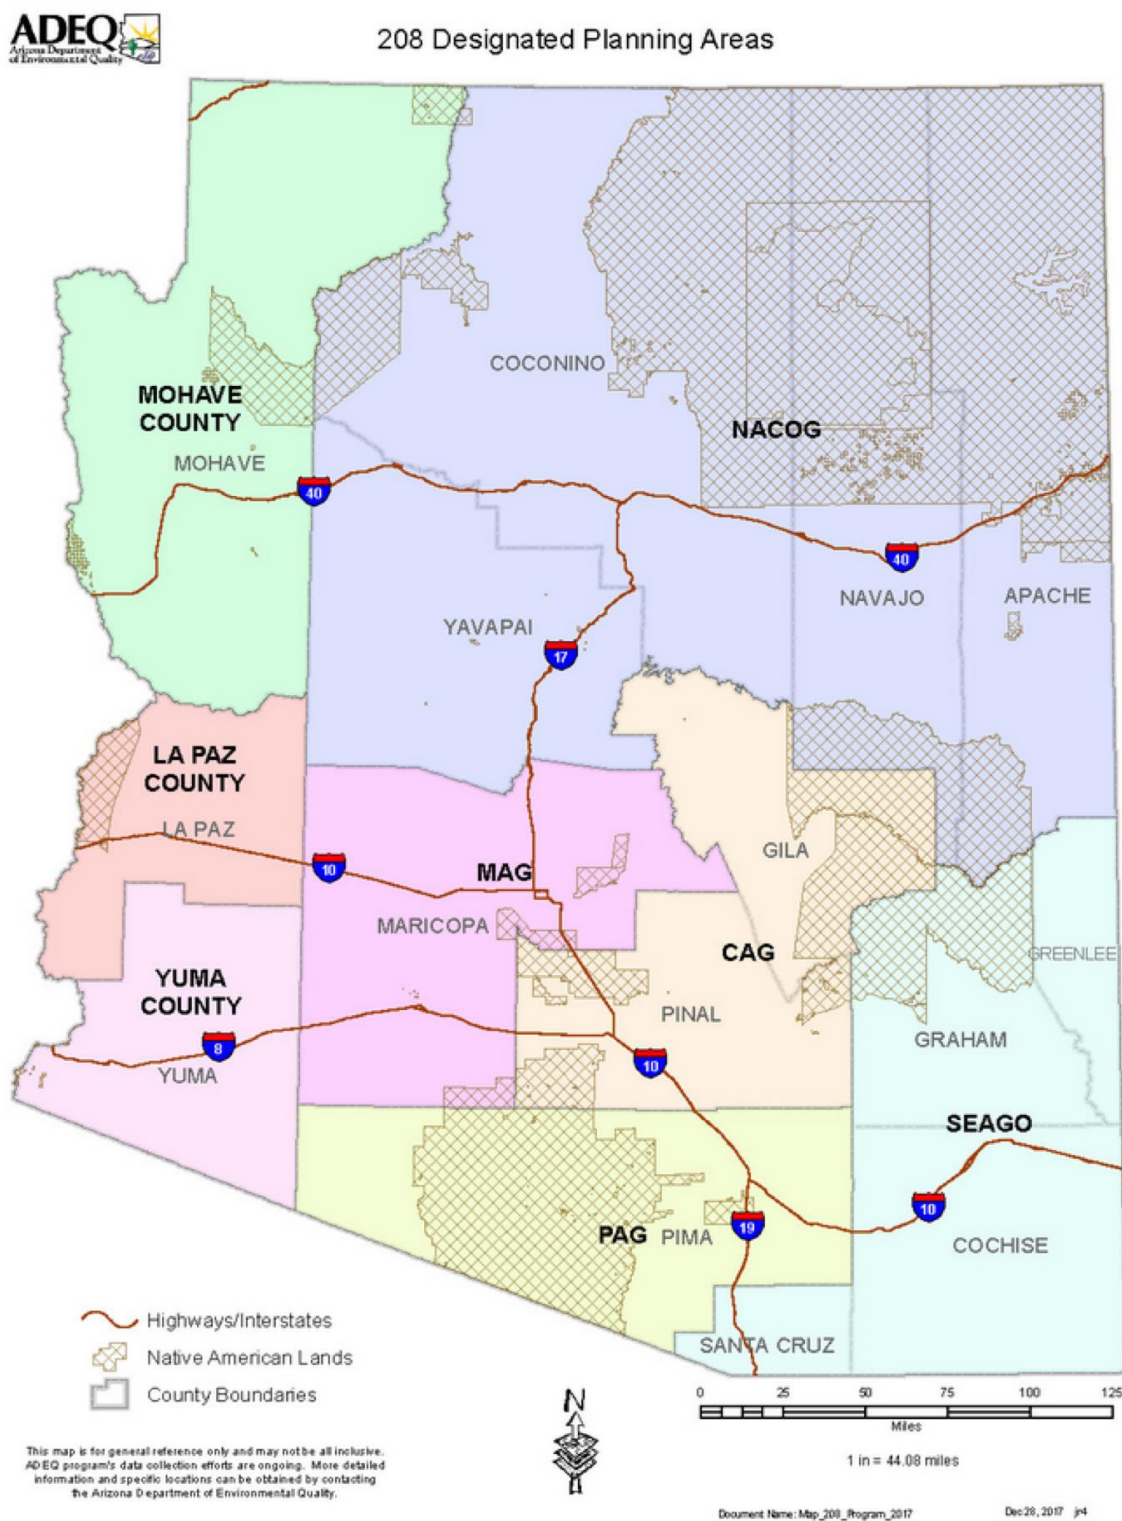 ADEQ
Arizona Department
of Environmental Quality
208 Designated Planning Areas
COCONINO
MOHAVE
COUNTY
NACOG
MOHAVE
40
40
NAVAJO
APACHE
YAVAPAI
17
LA PAZ
COUNTY
LA PAZ
GILA
10
MAG
MARICOPA
CAG
GREENLEE
YUMA
COUNTY
PINAL
GRAHAM
8
10
YUMA
SEAGO
10
PAG
PIMA
19
COCHISE
SANTA CRUZ
Highways/Interstates
Native American Lands
County Boundaries
N
0 25 50 75 100 125
Miles
1 in = 44.08 miles
This map is for general reference only and may not be all inclusive.
ADEQ program's data collection efforts are ongoing. More detailed
information and specific locations can be obtained by contacting
the Arizona Department of Environmental Quality.
Document Name: Map_208_Program_2017
Dec 28, 2017 jr4